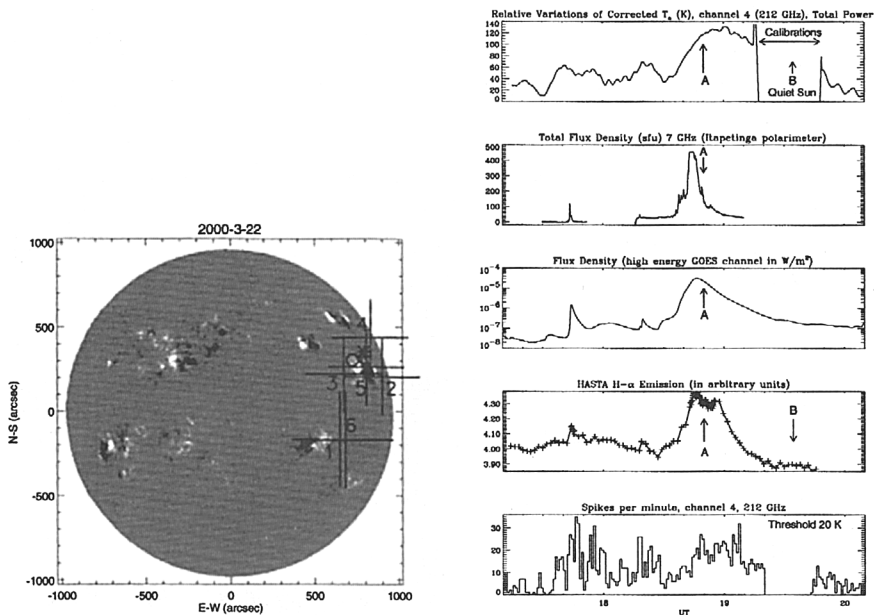 2000-3-22
1000
500
0
-500
-1000
N-S (arcsec)
-1000 -500 0 500 1000
E-W (arcsec)
4
3
5
2
6
1
Relative Variations of Corrected Ta (K), channel 4 (212 GHz), Total Power
140
120
100
80
60
40
20
0
Calibrations
A
B
Quiet Sun
Total Flux Density (sfu) 7 GHz (Itapetinga polarimeter)
500
400
300
200
100
0
A
Flux Density (high energy GOES channel in W/m²)
10⁻⁴
10⁻⁵
10⁻⁶
10⁻⁷
10⁻⁸
A
HASTA H-α Emission (in arbitrary units)
4.30
4.20
4.10
4.00
3.90
A
B
Spikes per minute, channel 4, 212 GHz
Threshold 20 K
30
20
10
0
18 19 20
UT